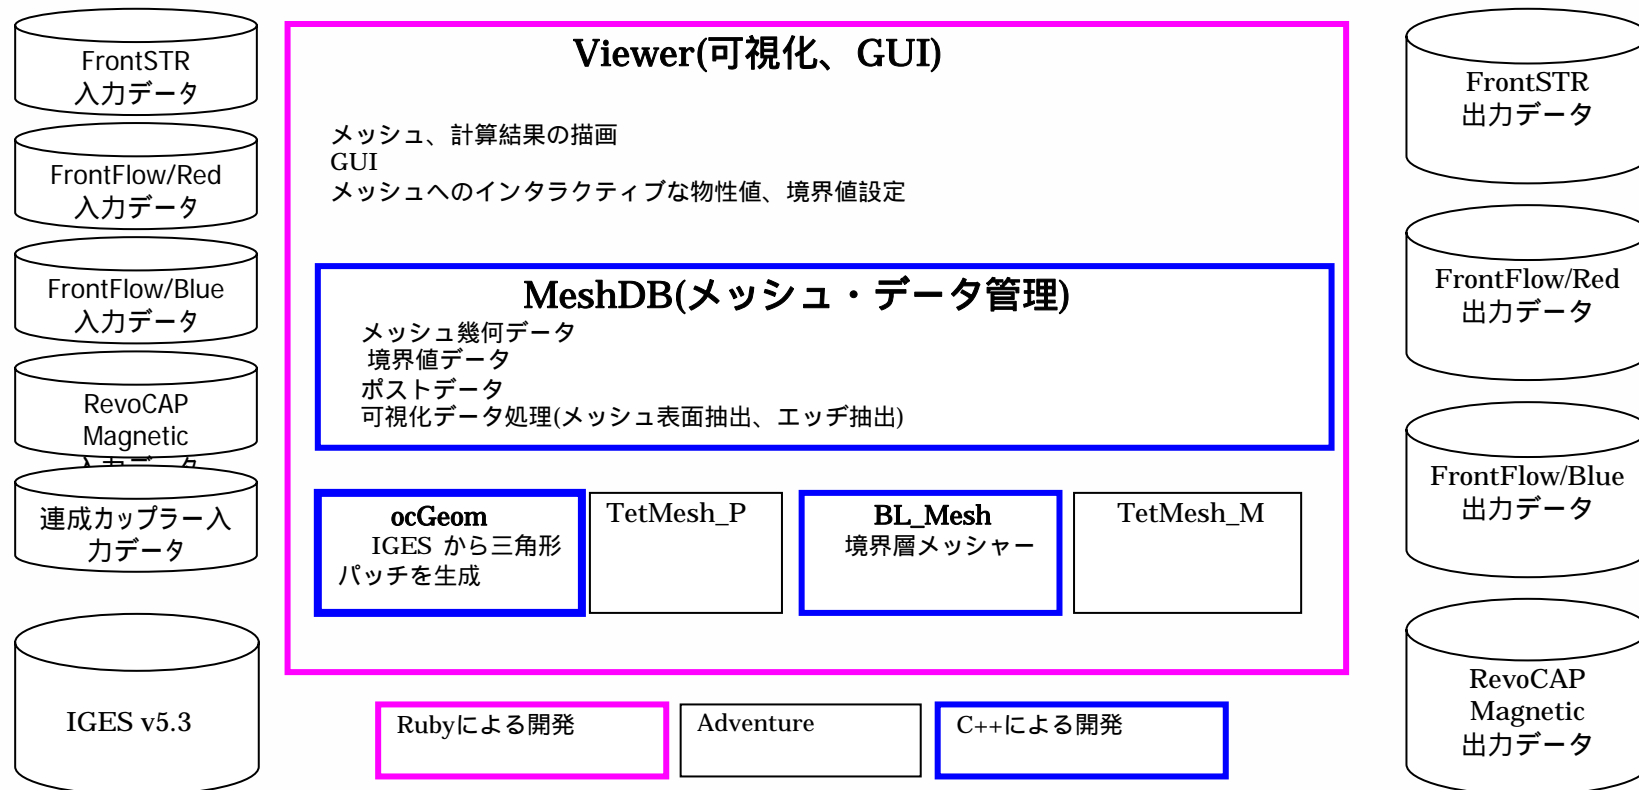 FrontSTR
入力データ
FrontFlow/Red
入力データ
FrontFlow/Blue
入力データ
RevoCAP
Magnetic
入力データ
連成カップラー入
力データ
IGES v5.3
Viewer(可視化、GUI)
メッシュ、計算結果の描画
GUI
メッシュへのインタラクティブな物性値、境界値設定
MeshDB(メッシュ・データ管理)
メッシュ幾何データ
境界値データ
ポストデータ
可視化データ処理(メッシュ表面抽出、エッヂ抽出)
ocGeom
IGES から三角形
パッチを生成
TetMesh_P
BL_Mesh
境界層メッシャー
TetMesh_M
Rubyによる開発
Adventure
C++による開発
FrontSTR
出力データ
FrontFlow/Red
出力データ
FrontFlow/Blue
出力データ
RevoCAP
Magnetic
出力データ